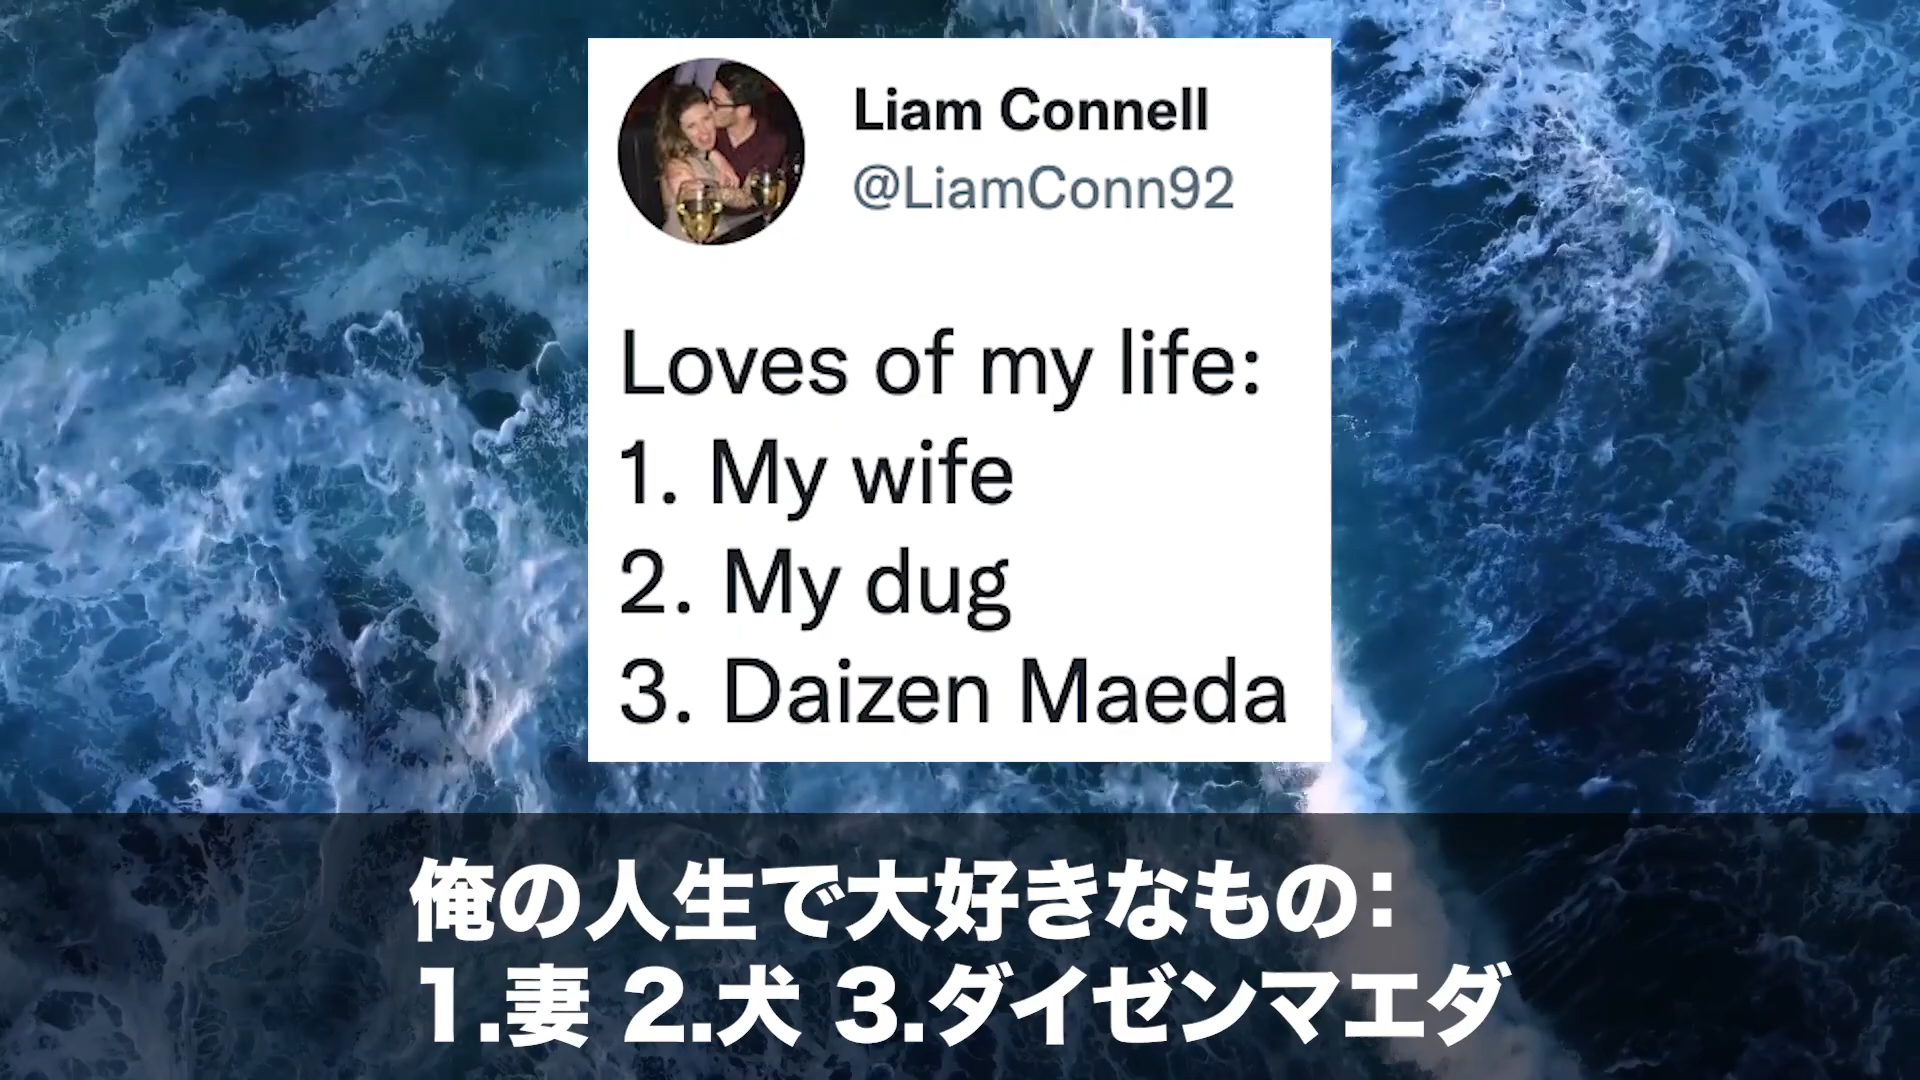 Liam Connell
@LiamConn92
Loves of my life:
1. My wife
2. My dug
3. Daizen Maeda
俺の人生で大好きなもの：
1.妻 2.犬 3.ダイゼンマエダ